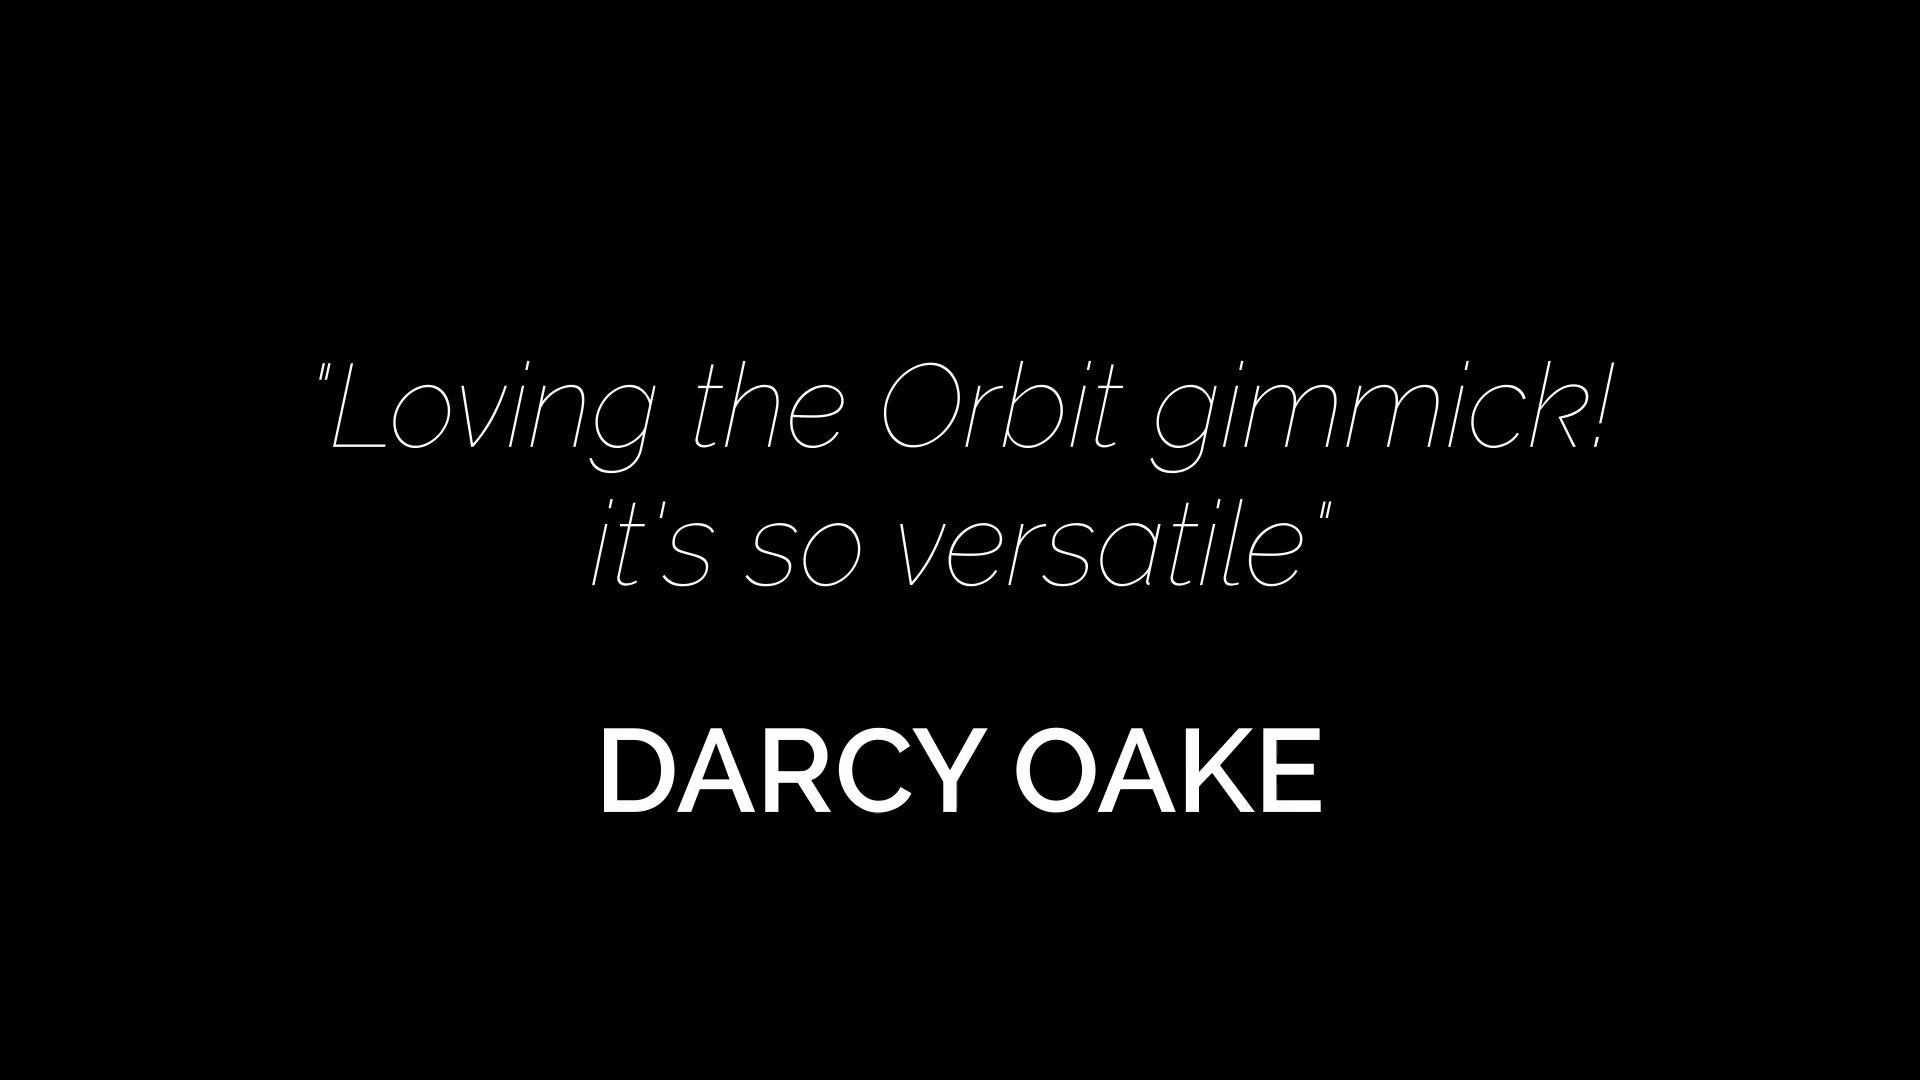 "Loving the Orbit gimmick!
it's so versatile"
DARCY OAKE